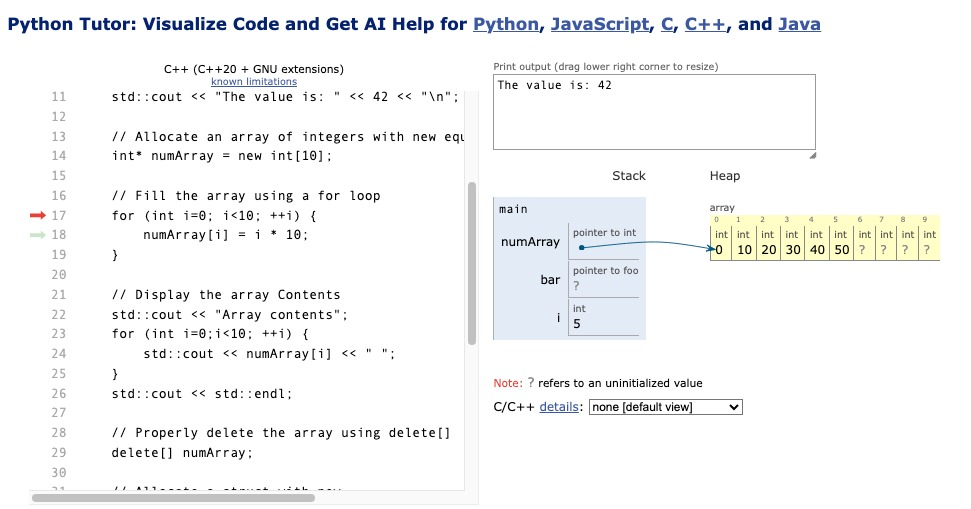 Python Tutor: Visualize Code and Get AI Help for Python, JavaScript, C, C++, and Java
C++ (C++20 + GNU extensions)
known limitations
11 std::cout << "The value is: " << 42 << "\n";
12
13 // Allocate an array of integers with new equ
14 int* numArray = new int[10];
15
16 // Fill the array using a for loop
17 for (int i=0; i<10; ++i) {
18 numArray[i] = i * 10;
19 }
20
21 // Display the array Contents
22 std::cout << "Array contents";
23 for (int i=0;i<10; ++i) {
24 std::cout << numArray[i] << " ";
25 }
26 std::cout << std::endl;
27
28 // Properly delete the array using delete[]
29 delete[] numArray;
30
Print output (drag lower right corner to resize)
The value is: 42
Stack Heap
main
numArray pointer to int
bar pointer to foo
?
i int
5
array
0 1 2 3 4 5 6 7 8 9
int int int int int int int int int int
0 10 20 30 40 50 ? ? ? ?
Note: ? refers to an uninitialized value
C/C++ details: none [default view]